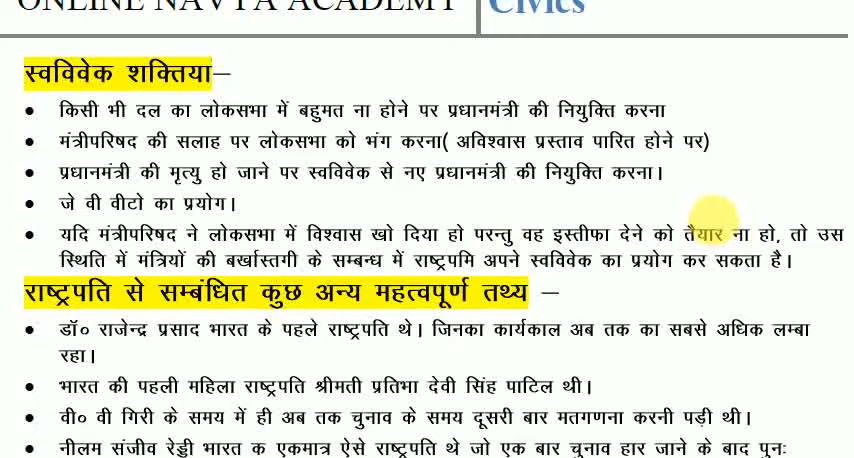 ONLINE NAVYA ACADEMY Civics
स्वविवेक शक्तिया–
• किसी भी दल का लोकसभा में बहुमत ना होने पर प्रधानमंत्री की नियुक्ति करना
• मंत्रीपरिषद की सलाह पर लोकसभा को भंग करना( अविश्वास प्रस्ताव पारित होने पर)
• प्रधानमंत्री की मृत्यु हो जाने पर स्वविवेक से नए प्रधानमंत्री की नियुक्ति करना।
• जे वी वीटो का प्रयोग।
• यदि मंत्रीपरिषद ने लोकसभा में विश्वास खो दिया हो परन्तु वह इस्तीफा देने को तैयार ना हो, तो उस
स्थिति में मंत्रियों की बर्खास्तगी के सम्बन्ध में राष्ट्रपमि अपने स्वविवेक का प्रयोग कर सकता है।
राष्ट्रपति से सम्बंधित कुछ अन्य महत्वपूर्ण तथ्य –
• डॉ० राजेन्द्र प्रसाद भारत के पहले राष्ट्रपति थे। जिनका कार्यकाल अब तक का सबसे अधिक लम्बा
रहा।
• भारत की पहली महिला राष्ट्रपति श्रीमती प्रतिभा देवी सिंह पाटिल थी।
• वी० वी गिरी के समय में ही अब तक चुनाव के समय दूसरी बार मतगणना करनी पड़ी थी।
• नीलम संजीव रेड्डी भारत क एकमात्र ऐसे राष्ट्रपति थे जो एक बार चुनाव हार जाने के बाद पुनः